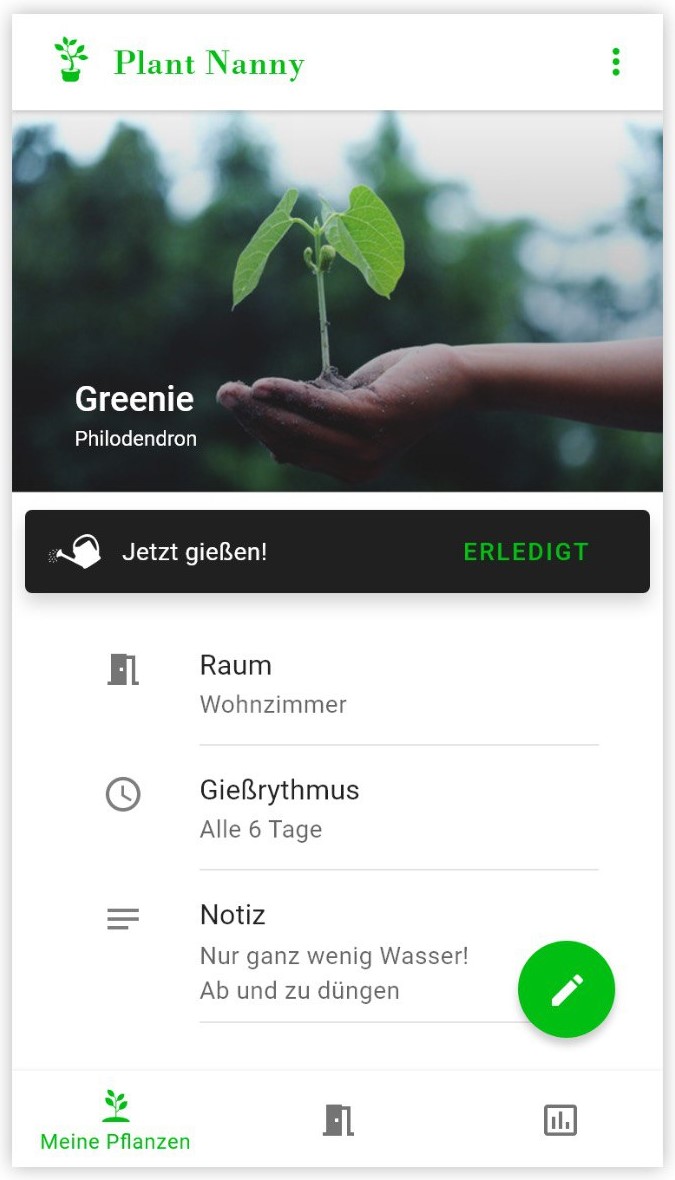 Plant Nanny
Greenie
Philodendron
Jetzt gießen!
ERLEDIGT
Raum
Wohnzimmer
Gießrythmus
Alle 6 Tage
Notiz
Nur ganz wenig Wasser!
Ab und zu düngen
Meine Pflanzen